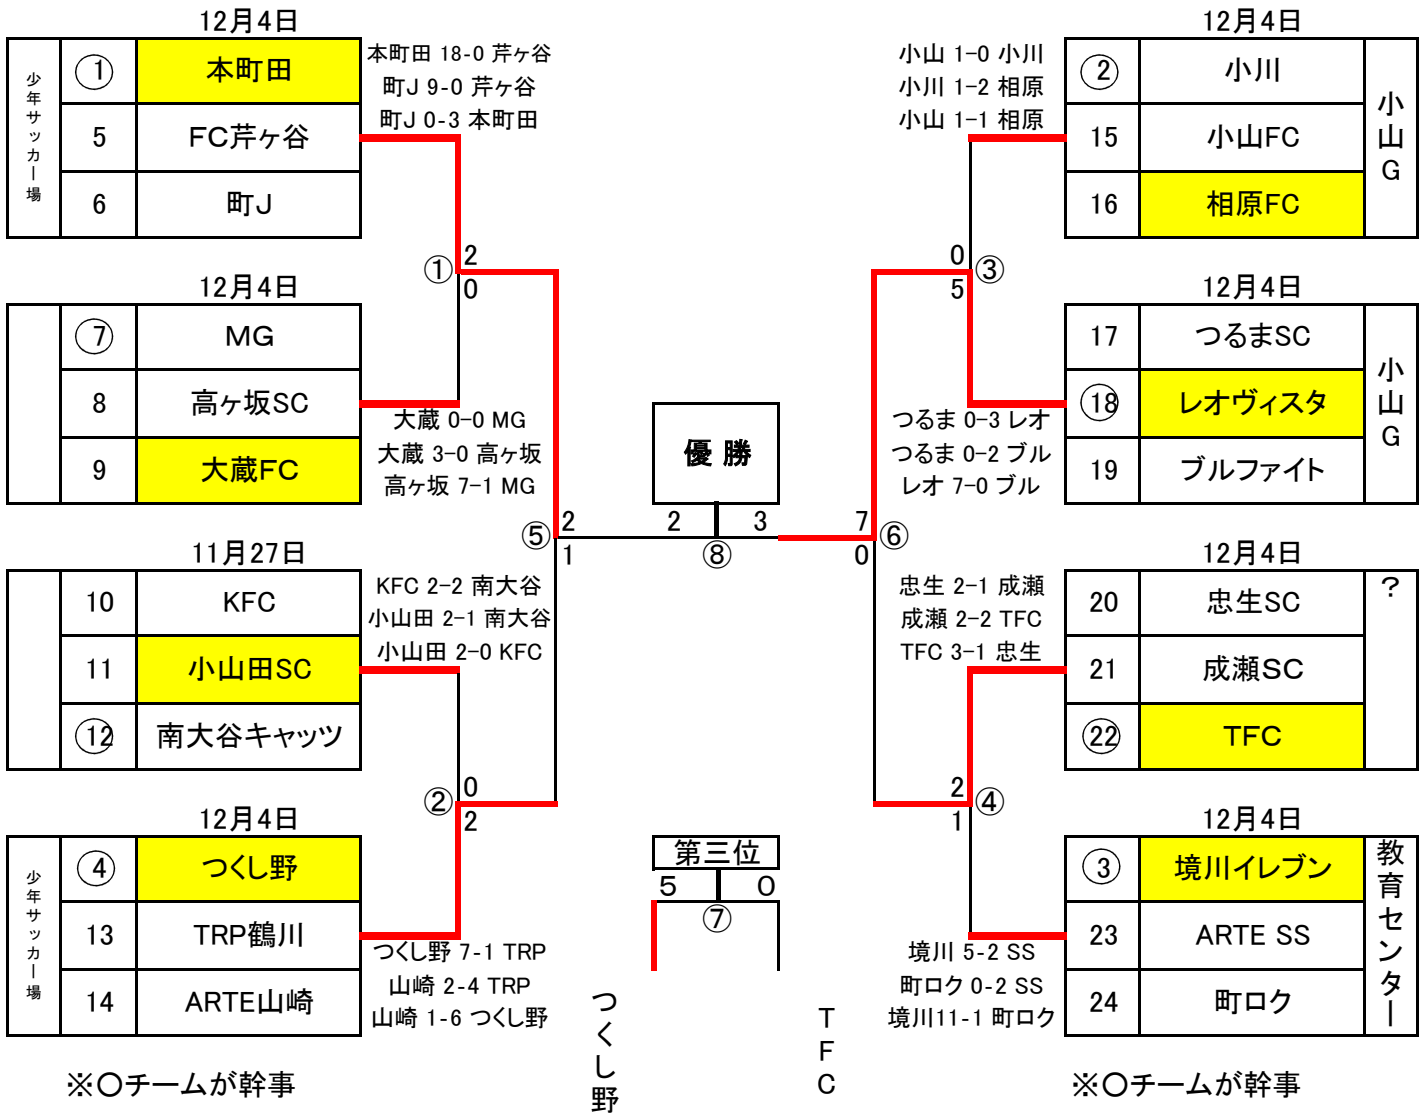 12月4日
少年サッカー場
① 本町田
5 FC芹ヶ谷
6 町J
本町田 18-0 芹ヶ谷
町J 9-0 芹ヶ谷
町J 0-3 本町田
12月4日
⑦ MG
8 高ヶ坂SC
9 大蔵FC
大蔵 0-0 MG
大蔵 3-0 高ヶ坂
高ヶ坂 7-1 MG
① 2
0
11月27日
10 KFC
11 小山田SC
⑫ 南大谷キャッツ
KFC 2-2 南大谷
小山田 2-1 南大谷
小山田 2-0 KFC
12月4日
少年サッカー場
④ つくし野
13 TRP鶴川
14 ARTE山崎
つくし野 7-1 TRP
山崎 2-4 TRP
山崎 1-6 つくし野
② 0
2
⑤ 2
1
※〇チームが幹事
優勝
2 3
⑧
第三位
5 0
⑦
つくし野
TFC
12月4日
小山G
② 小川
15 小山FC
16 相原FC
小山 1-0 小川
小川 1-2 相原
小山 1-1 相原
0 ③
5
12月4日
小山G
17 つるまSC
⑱ レオヴィスタ
19 ブルファイト
つるま 0-3 レオ
つるま 0-2 ブル
レオ 7-0 ブル
7 ⑥
0
12月4日
?
20 忠生SC
21 成瀬SC
㉒ TFC
忠生 2-1 成瀬
成瀬 2-2 TFC
TFC 3-1 忠生
2 ④
1
12月4日
教育センター
③ 境川イレブン
23 ARTE SS
24 町ロク
境川 5-2 SS
町ロク 0-2 SS
境川11-1 町ロク
※〇チームが幹事